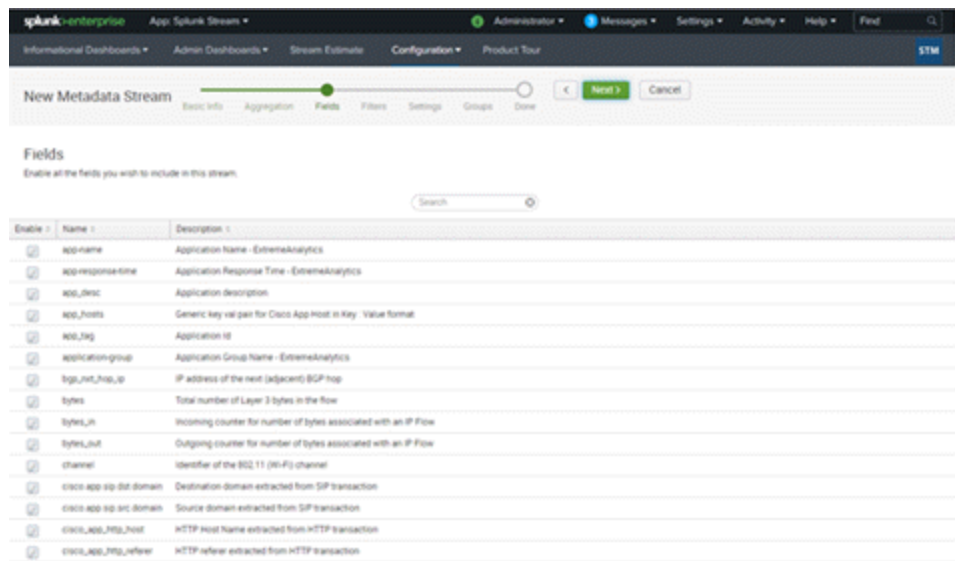 splunk>enterprise App: Splunk Stream Administrator 3 Messages Settings Activity Help Find
Informational Dashboards Admin Dashboards Stream Estimate Configuration Product Tour STM
New Metadata Stream Basic Info Aggregation Fields Filters Settings Groups Done < Next > Cancel
Fields
Enable all the fields you wish to include in this stream.
Search
Enable Name Description
app-name Application Name - ExtremeAnalytics
app-response-time Application Response Time - ExtremeAnalytics
app_desc Application description
app_hosts Generic key val pair for Cisco App Host in Key : Value format
app_tag Application Id
application-group Application Group Name - ExtremeAnalytics
bgp_nxt_hop_ip IP address of the next (adjacent) BGP hop
bytes Total number of Layer 3 bytes in the flow
bytes_in Incoming counter for number of bytes associated with an IP Flow
bytes_out Outgoing counter for number of bytes associated with an IP Flow
channel Identifier of the 802.11 (Wi-Fi) channel
cisco app sip dst domain Destination domain extracted from SIP transaction
cisco app sip src domain Source domain extracted from SIP transaction
cisco_app_http_host HTTP Host Name extracted from HTTP transaction
cisco_app_http_referer HTTP referer extracted from HTTP transaction